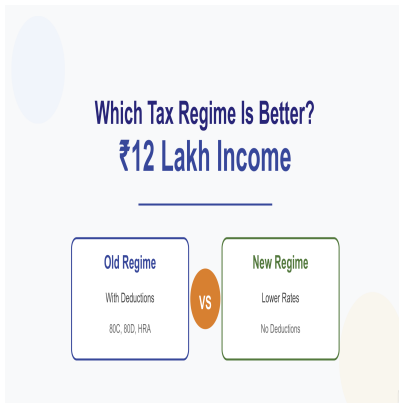 Which Tax Regime Is Better?
₹12 Lakh Income
Old Regime
With Deductions
80C, 80D, HRA
VS
New Regime
Lower Rates
No Deductions